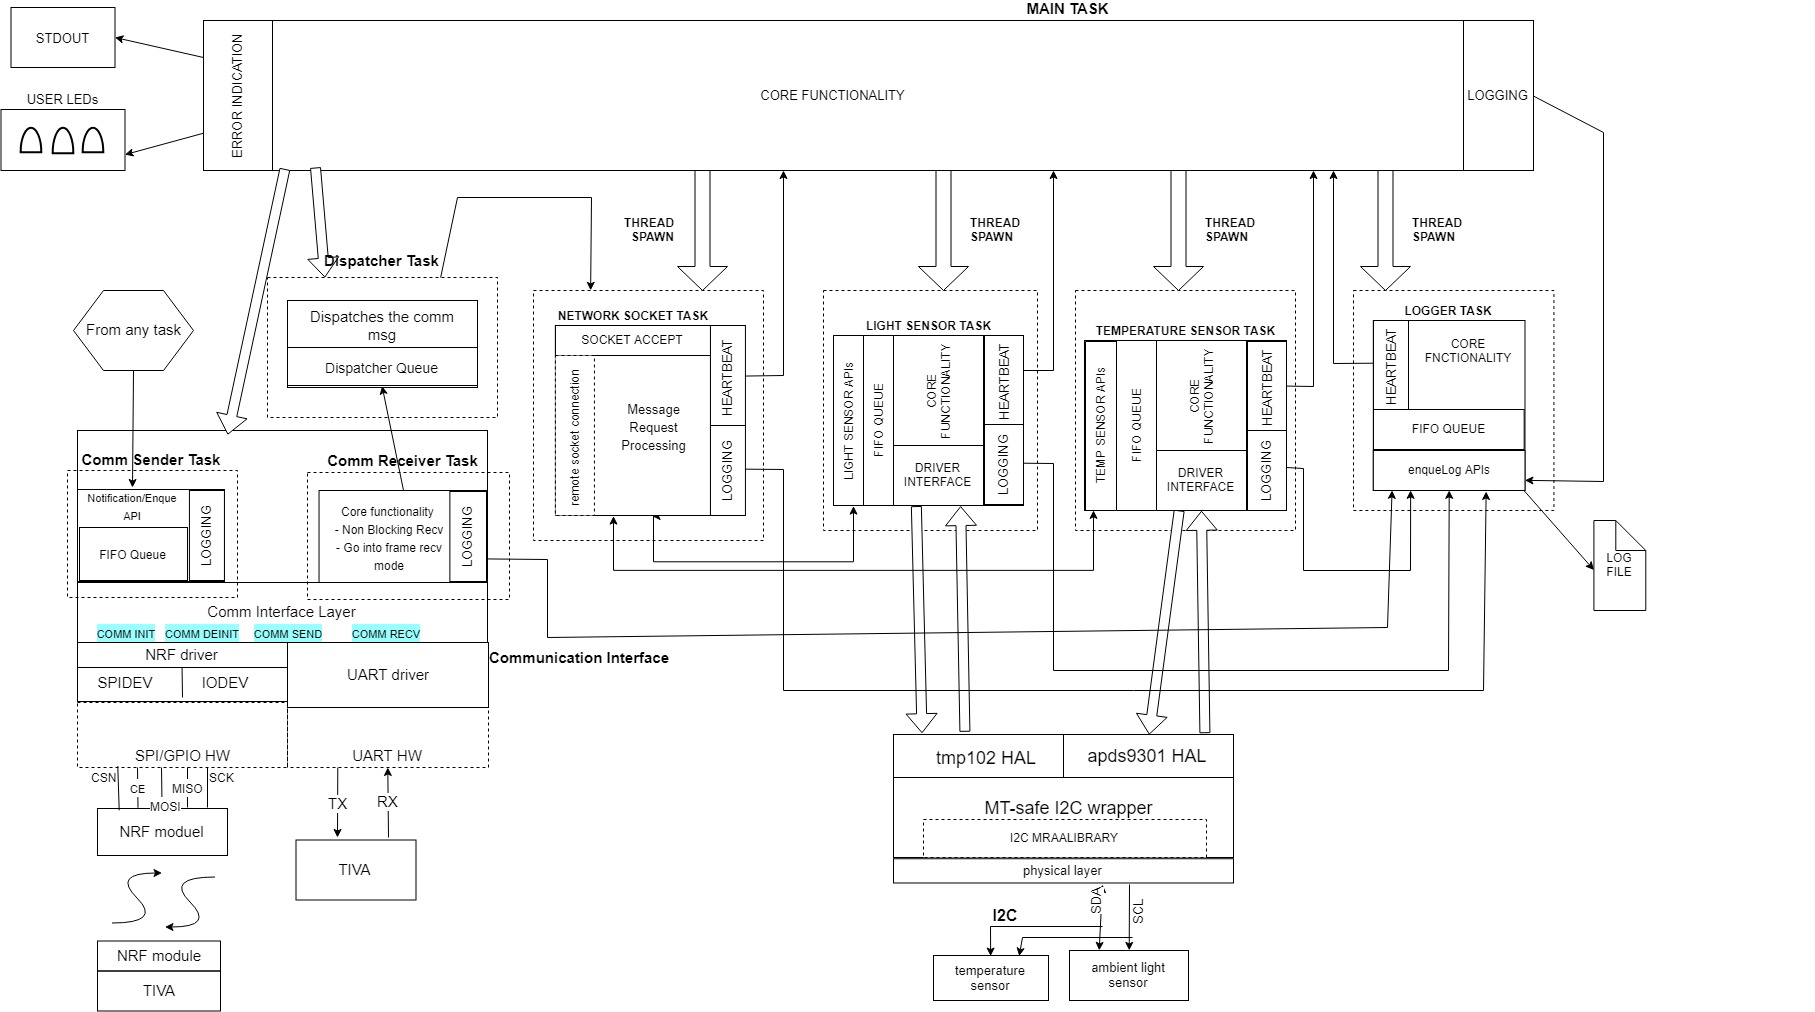 MAIN TASK
STDOUT
USER LEDs
ERROR INDICATION
CORE FUNCTIONALITY
LOGGING
THREAD
SPAWN
THREAD
SPAWN
THREAD
SPAWN
THREAD
SPAWN
Dispatcher Task
Dispatches the comm
msg
Dispatcher Queue
From any task
NETWORK SOCKET TASK
SOCKET ACCEPT
remote socket connection
Message
Request
Processing
HEARTBEAT
LOGGING
LIGHT SENSOR TASK
LIGHT SENSOR APIs
FIFO QUEUE
CORE
FUNCTIONALITY
DRIVER
INTERFACE
HEARTBEAT
LOGGING
TEMPERATURE SENSOR TASK
TEMP SENSOR APIs
FIFO QUEUE
CORE
FUNCTIONALITY
DRIVER
INTERFACE
HEARTBEAT
LOGGING
LOGGER TASK
HEARTBEAT
CORE
FNCTIONALITY
FIFO QUEUE
enqueLog APIs
LOG
FILE
Comm Sender Task
Notification/Enque
API
FIFO Queue
LOGGING
Comm Receiver Task
Core functionality
- Non Blocking Recv
- Go into frame recv
mode
LOGGING
Comm Interface Layer
COMM INIT
COMM DEINIT
COMM SEND
COMM RECV
NRF driver
SPIDEV
IODEV
UART driver
Communication Interface
SPI/GPIO HW
UART HW
CSN
CE
MOSI
MISO
SCK
TX
RX
NRF moduel
TIVA
NRF module
TIVA
tmp102 HAL
apds9301 HAL
MT-safe I2C wrapper
I2C MRAALIBRARY
physical layer
SDA
SCL
I2C
temperature
sensor
ambient light
sensor